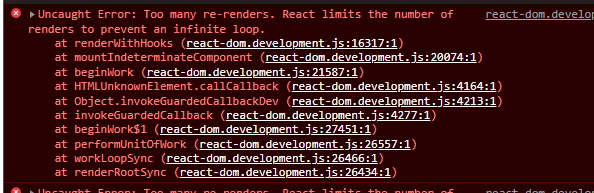 Uncaught Error: Too many re-renders. React limits the number of react-dom.develop
renders to prevent an infinite loop.
at renderWithHooks (react-dom.development.js:16317:1)
at mountIndeterminateComponent (react-dom.development.js:20074:1)
at beginWork (react-dom.development.js:21587:1)
at HTMLUnknownElement.callCallback (react-dom.development.js:4164:1)
at Object.invokeGuardedCallbackDev (react-dom.development.js:4213:1)
at invokeGuardedCallback (react-dom.development.js:4277:1)
at beginWork$1 (react-dom.development.js:27451:1)
at performUnitOfWork (react-dom.development.js:26557:1)
at workLoopSync (react-dom.development.js:26466:1)
at renderRootSync (react-dom.development.js:26434:1)
Uncaught Error: Too many re-renders. React limits the number of react-dom.develop